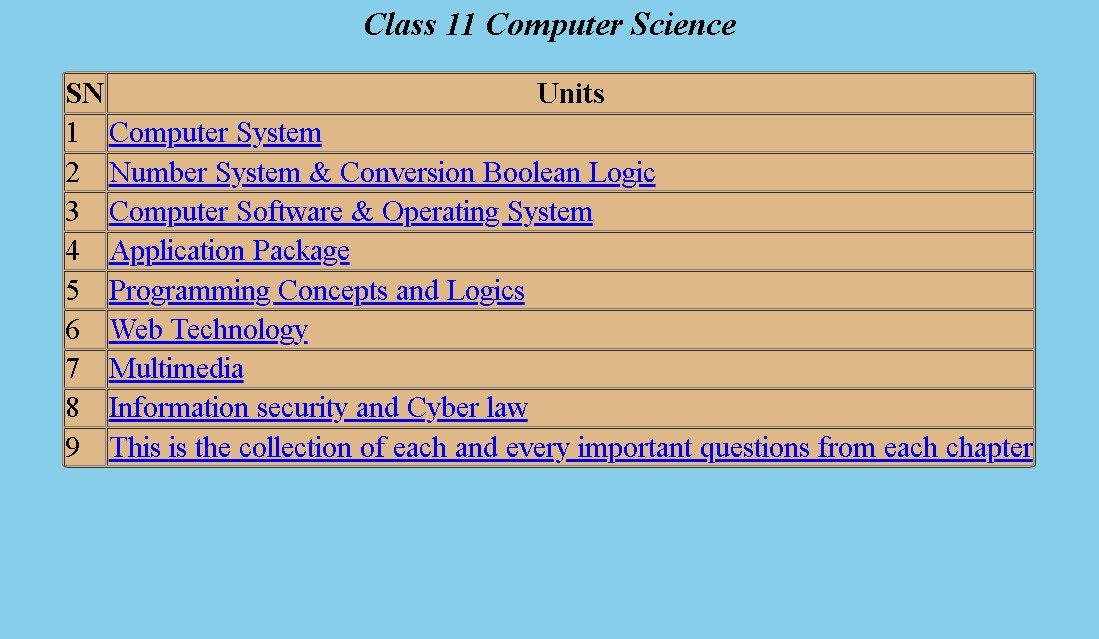 Class 11 Computer Science
SN Units
1 Computer System
2 Number System & Conversion Boolean Logic
3 Computer Software & Operating System
4 Application Package
5 Programming Concepts and Logics
6 Web Technology
7 Multimedia
8 Information security and Cyber law
9 This is the collection of each and every important questions from each chapter